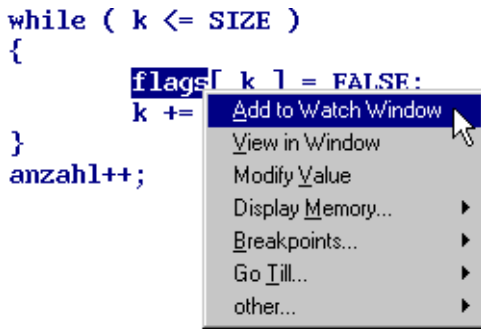 while ( k <= SIZE )
{
flags[ k ] = FALSE;
k +=
}
anzahl++;
Add to Watch Window
View in Window
Modify Value
Display Memory...
Breakpoints...
Go Till...
other...